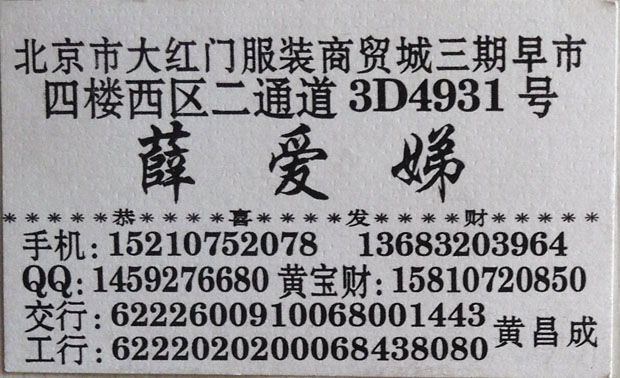 北京市大红门服装商贸城三期早市
四楼西区二通道 3D4931 号
薛爱娣
****恭****喜****发****财*****
手机:15210752078 13683203964
QQ:1459276680 黄宝财:15810720850
交行:6222600910068001443
工行:6222020200068438080 黄昌成